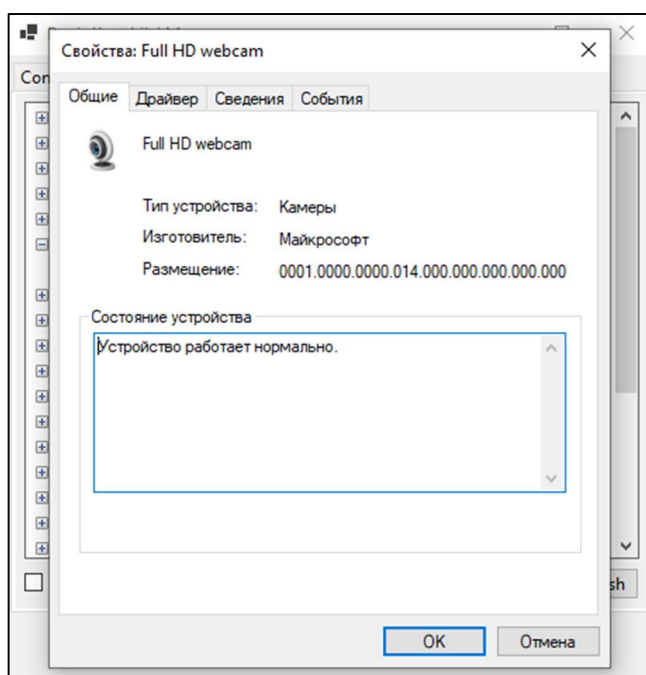 Свойства: Full HD webcam
Con
Общие Драйвер Сведения События
Full HD webcam
Тип устройства: Камеры
Изготовитель: Майкрософт
Размещение: 0001.0000.0000.014.000.000.000.000.000
Состояние устройства
Устройство работает нормально.
sh
OK Отмена